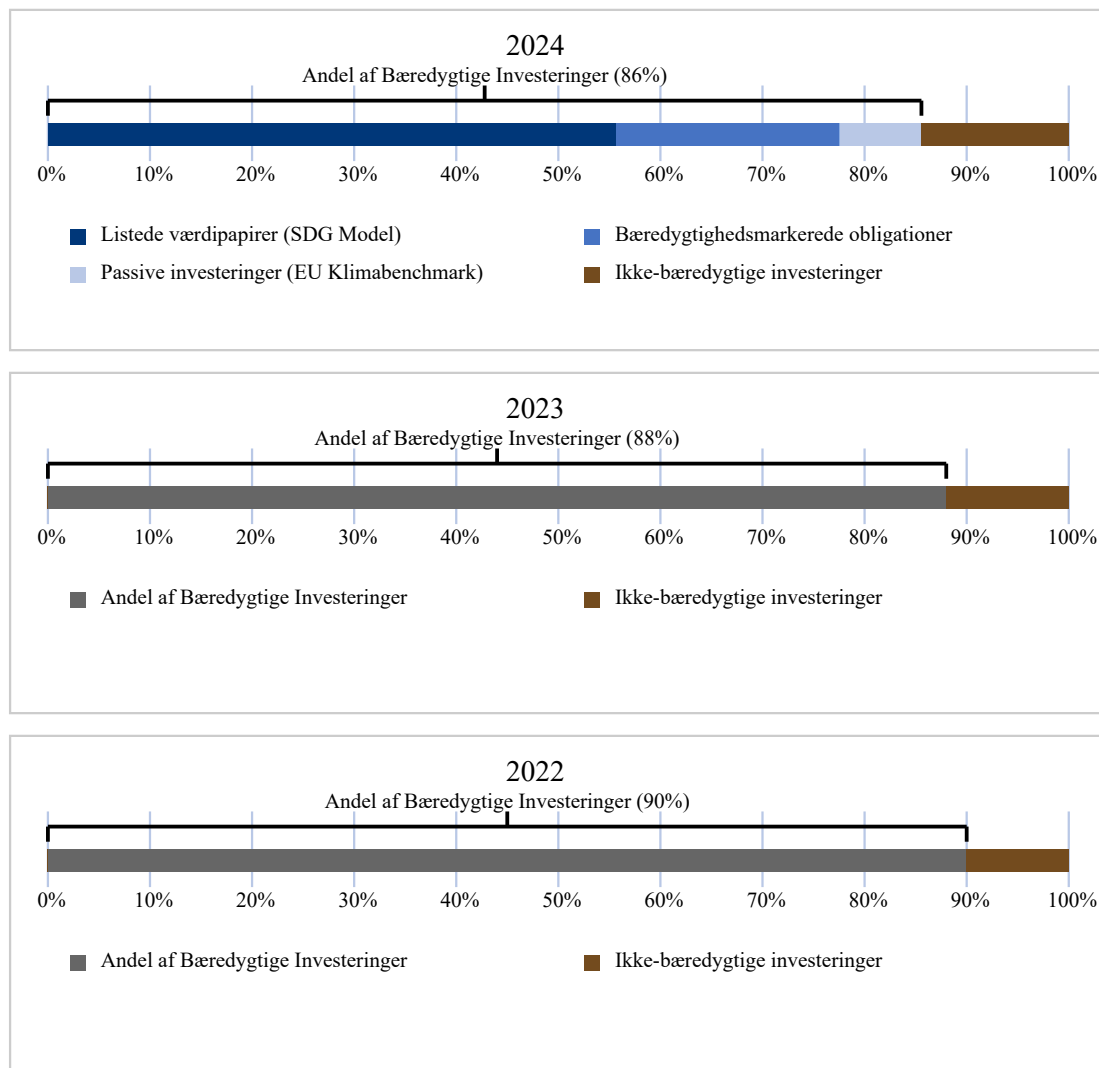 2024
Andel af Bæredygtige Investeringer (86%)
0% 10% 20% 30% 40% 50% 60% 70% 80% 90% 100%
Listede værdipapirer (SDG Model) Bæredygtighedsmarkerede obligationer
Passive investeringer (EU Klimabenchmark) Ikke-bæredygtige investeringer
2023
Andel af Bæredygtige Investeringer (88%)
0% 10% 20% 30% 40% 50% 60% 70% 80% 90% 100%
Andel af Bæredygtige Investeringer Ikke-bæredygtige investeringer
2022
Andel af Bæredygtige Investeringer (90%)
0% 10% 20% 30% 40% 50% 60% 70% 80% 90% 100%
Andel af Bæredygtige Investeringer Ikke-bæredygtige investeringer